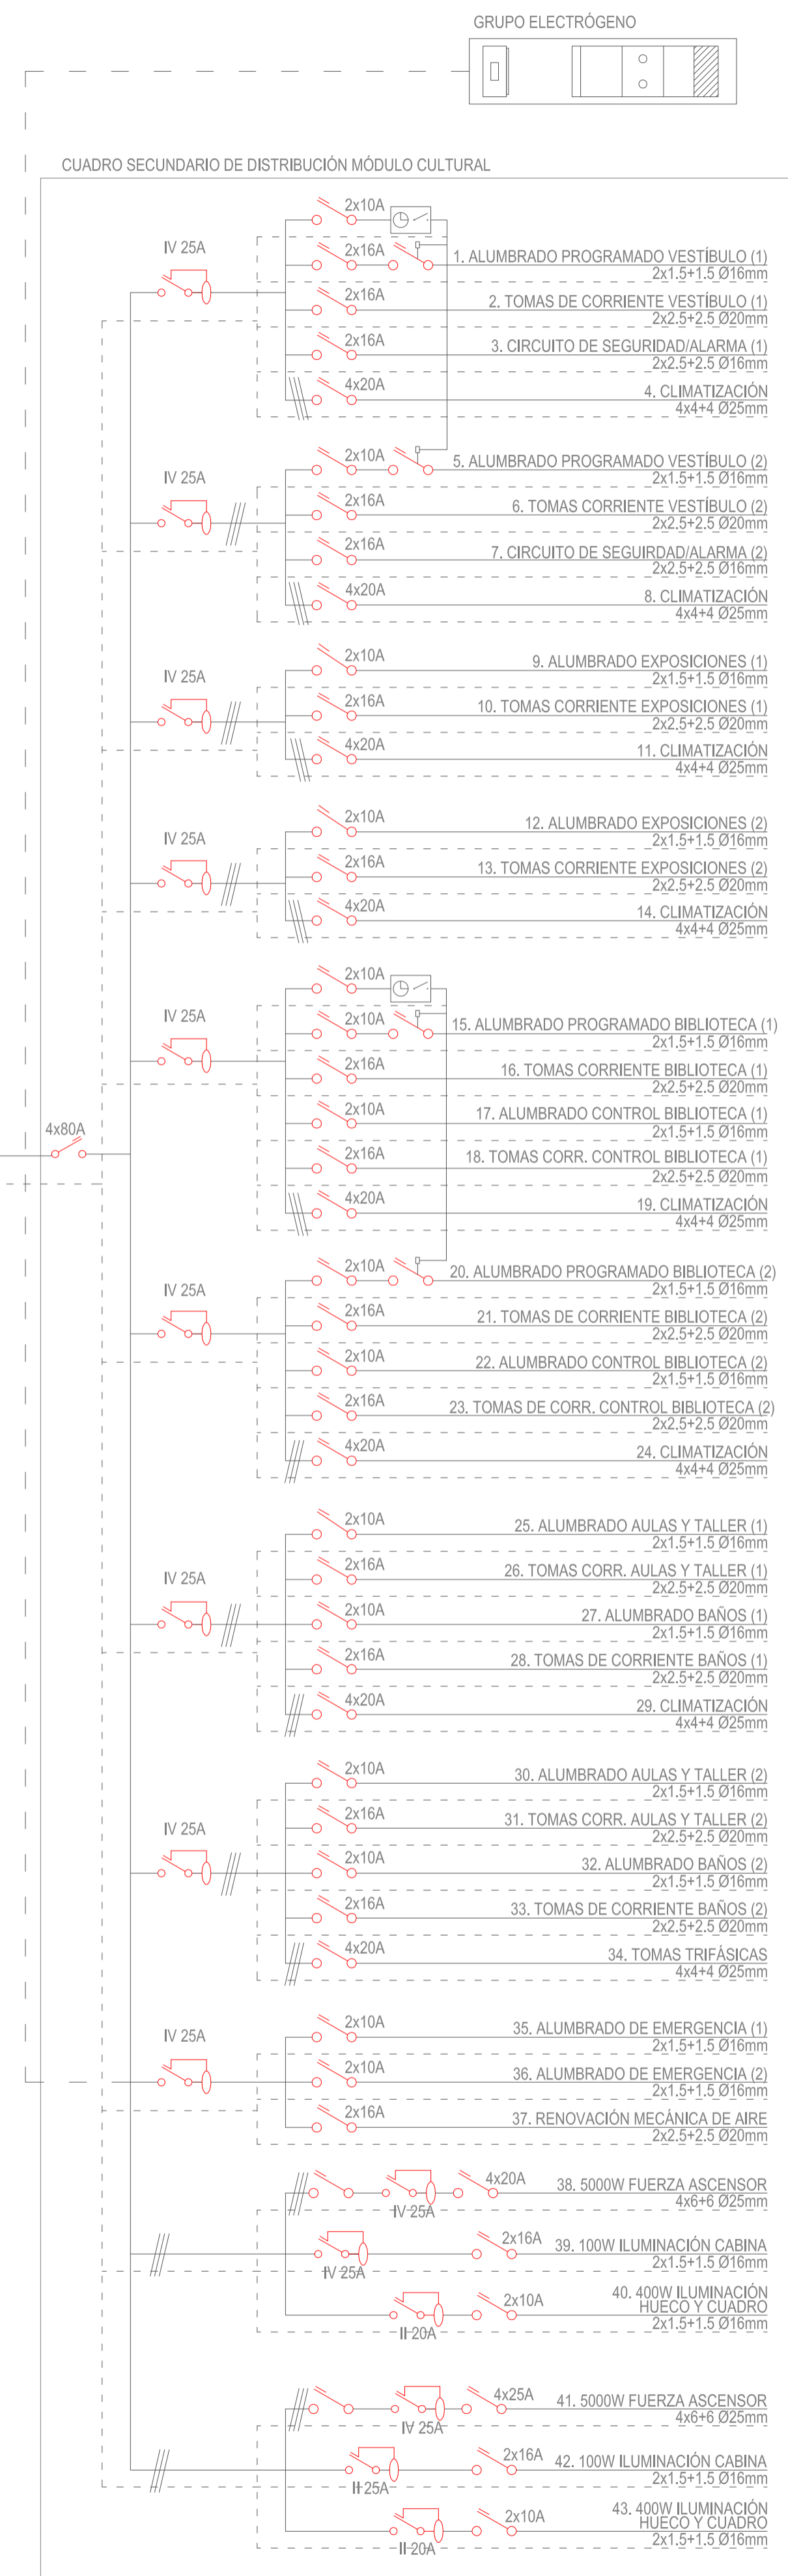 GRUPO ELECTRÓGENO
CUADRO SECUNDARIO DE DISTRIBUCIÓN MÓDULO CULTURAL
2x10A
IV 25A
2x16A
1. ALUMBRADO PROGRAMADO VESTÍBULO (1)
2x1.5+1.5 Ø16mm
2x16A
2. TOMAS DE CORRIENTE VESTÍBULO (1)
2x2.5+2.5 Ø20mm
2x16A
3. CIRCUITO DE SEGURIDAD/ALARMA (1)
2x2.5+2.5 Ø16mm
4x20A
4. CLIMATIZACIÓN
4x4+4 Ø25mm
IV 25A
2x10A
5. ALUMBRADO PROGRAMADO VESTÍBULO (2)
2x1.5+1.5 Ø16mm
2x16A
6. TOMAS CORRIENTE VESTÍBULO (2)
2x2.5+2.5 Ø20mm
2x16A
7. CIRCUITO DE SEGUIRDAD/ALARMA (2)
2x2.5+2.5 Ø16mm
4x20A
8. CLIMATIZACIÓN
4x4+4 Ø25mm
IV 25A
2x10A
9. ALUMBRADO EXPOSICIONES (1)
2x1.5+1.5 Ø16mm
2x16A
10. TOMAS CORRIENTE EXPOSICIONES (1)
2x2.5+2.5 Ø20mm
4x20A
11. CLIMATIZACIÓN
4x4+4 Ø25mm
IV 25A
2x10A
12. ALUMBRADO EXPOSICIONES (2)
2x1.5+1.5 Ø16mm
2x16A
13. TOMAS CORRIENTE EXPOSICIONES (2)
2x2.5+2.5 Ø20mm
4x20A
14. CLIMATIZACIÓN
4x4+4 Ø25mm
2x10A
IV 25A
2x10A
15. ALUMBRADO PROGRAMADO BIBLIOTECA (1)
2x1.5+1.5 Ø16mm
2x16A
16. TOMAS CORRIENTE BIBLIOTECA (1)
2x2.5+2.5 Ø20mm
2x10A
17. ALUMBRADO CONTROL BIBLIOTECA (1)
2x1.5+1.5 Ø16mm
4x80A
2x16A
18. TOMAS CORR. CONTROL BIBLIOTECA (1)
2x2.5+2.5 Ø20mm
4x20A
19. CLIMATIZACIÓN
4x4+4 Ø25mm
IV 25A
2x10A
20. ALUMBRADO PROGRAMADO BIBLIOTECA (2)
2x1.5+1.5 Ø16mm
2x16A
21. TOMAS DE CORRIENTE BIBLIOTECA (2)
2x2.5+2.5 Ø20mm
2x10A
22. ALUMBRADO CONTROL BIBLIOTECA (2)
2x1.5+1.5 Ø16mm
2x16A
23. TOMAS DE CORR. CONTROL BIBLIOTECA (2)
2x2.5+2.5 Ø20mm
4x20A
24. CLIMATIZACIÓN
4x4+4 Ø25mm
IV 25A
2x10A
25. ALUMBRADO AULAS Y TALLER (1)
2x1.5+1.5 Ø16mm
2x16A
26. TOMAS CORR. AULAS Y TALLER (1)
2x2.5+2.5 Ø20mm
2x10A
27. ALUMBRADO BAÑOS (1)
2x1.5+1.5 Ø16mm
2x16A
28. TOMAS DE CORRIENTE BAÑOS (1)
2x2.5+2.5 Ø20mm
4x20A
29. CLIMATIZACIÓN
4x4+4 Ø25mm
IV 25A
2x10A
30. ALUMBRADO AULAS Y TALLER (2)
2x1.5+1.5 Ø16mm
2x16A
31. TOMAS CORR. AULAS Y TALLER (2)
2x2.5+2.5 Ø20mm
2x10A
32. ALUMBRADO BAÑOS (2)
2x1.5+1.5 Ø16mm
2x16A
33. TOMAS DE CORRIENTE BAÑOS (2)
2x2.5+2.5 Ø20mm
4x20A
34. TOMAS TRIFÁSICAS
4x4+4 Ø25mm
IV 25A
2x10A
35. ALUMBRADO DE EMERGENCIA (1)
2x1.5+1.5 Ø16mm
2x10A
36. ALUMBRADO DE EMERGENCIA (2)
2x1.5+1.5 Ø16mm
2x16A
37. RENOVACIÓN MECÁNICA DE AIRE
2x2.5+2.5 Ø20mm
4x20A
38. 5000W FUERZA ASCENSOR
4x6+6 Ø25mm
IV 25A
2x16A
39. 100W ILUMINACIÓN CABINA
2x1.5+1.5 Ø16mm
IV 25A
2x10A
40. 400W ILUMINACIÓN
HUECO Y CUADRO
2x1.5+1.5 Ø16mm
II 20A
4x25A
41. 5000W FUERZA ASCENSOR
4x6+6 Ø25mm
IV 25A
2x16A
42. 100W ILUMINACIÓN CABINA
2x1.5+1.5 Ø16mm
II 25A
2x10A
43. 400W ILUMINACIÓN
HUECO Y CUADRO
2x1.5+1.5 Ø16mm
II 20A